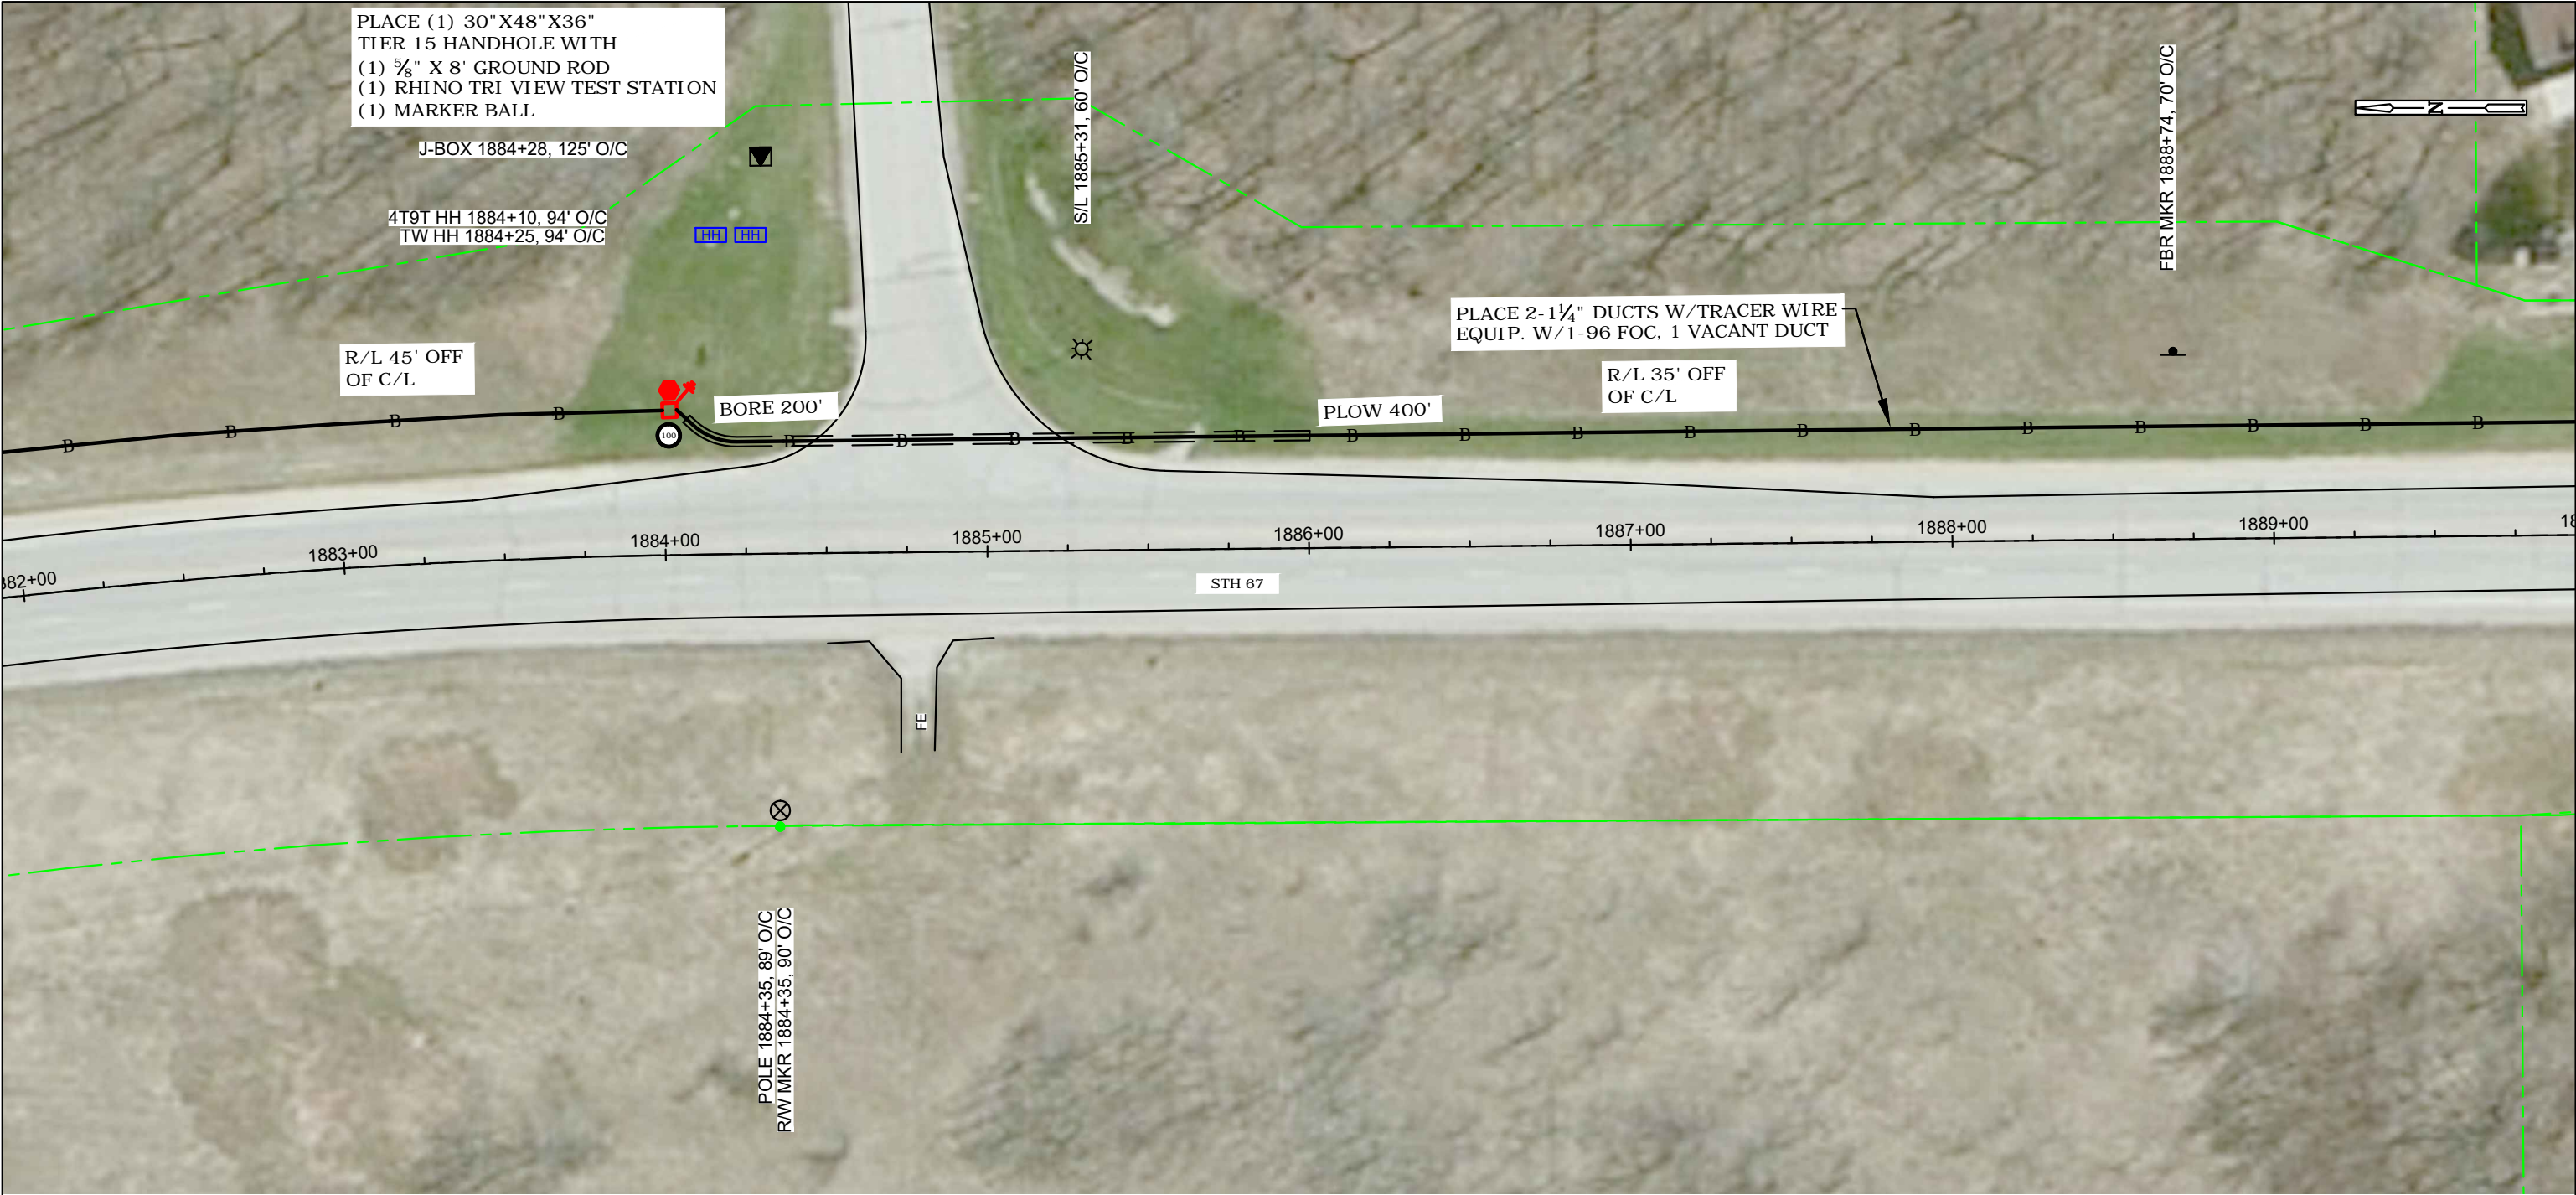 PLACE (1) 30"X48"X36"
TIER 15 HANDHOLE WITH
(1) ⅝" X 8' GROUND ROD
(1) RHINO TRI VIEW TEST STATION
(1) MARKER BALL
J-BOX 1884+28, 125' O/C
4T9T HH 1884+10, 94' O/C
TW HH 1884+25, 94' O/C
HH HH
S/L 1885+31, 60' O/C
FBR MKR 1888+74, 70' O/C
N
R/L 45' OFF
OF C/L
BORE 200'
100
PLOW 400'
PLACE 2-1¼" DUCTS W/TRACER WIRE
EQUIP. W/1-96 FOC, 1 VACANT DUCT
R/L 35' OFF
OF C/L
B B B B B B B B B B B B B B B B B B B B
882+00 1883+00 1884+00 1885+00 1886+00 1887+00 1888+00 1889+00 18
STH 67
FE
POLE 1884+35, 89' O/C
R/W MKR 1884+35, 90' O/C